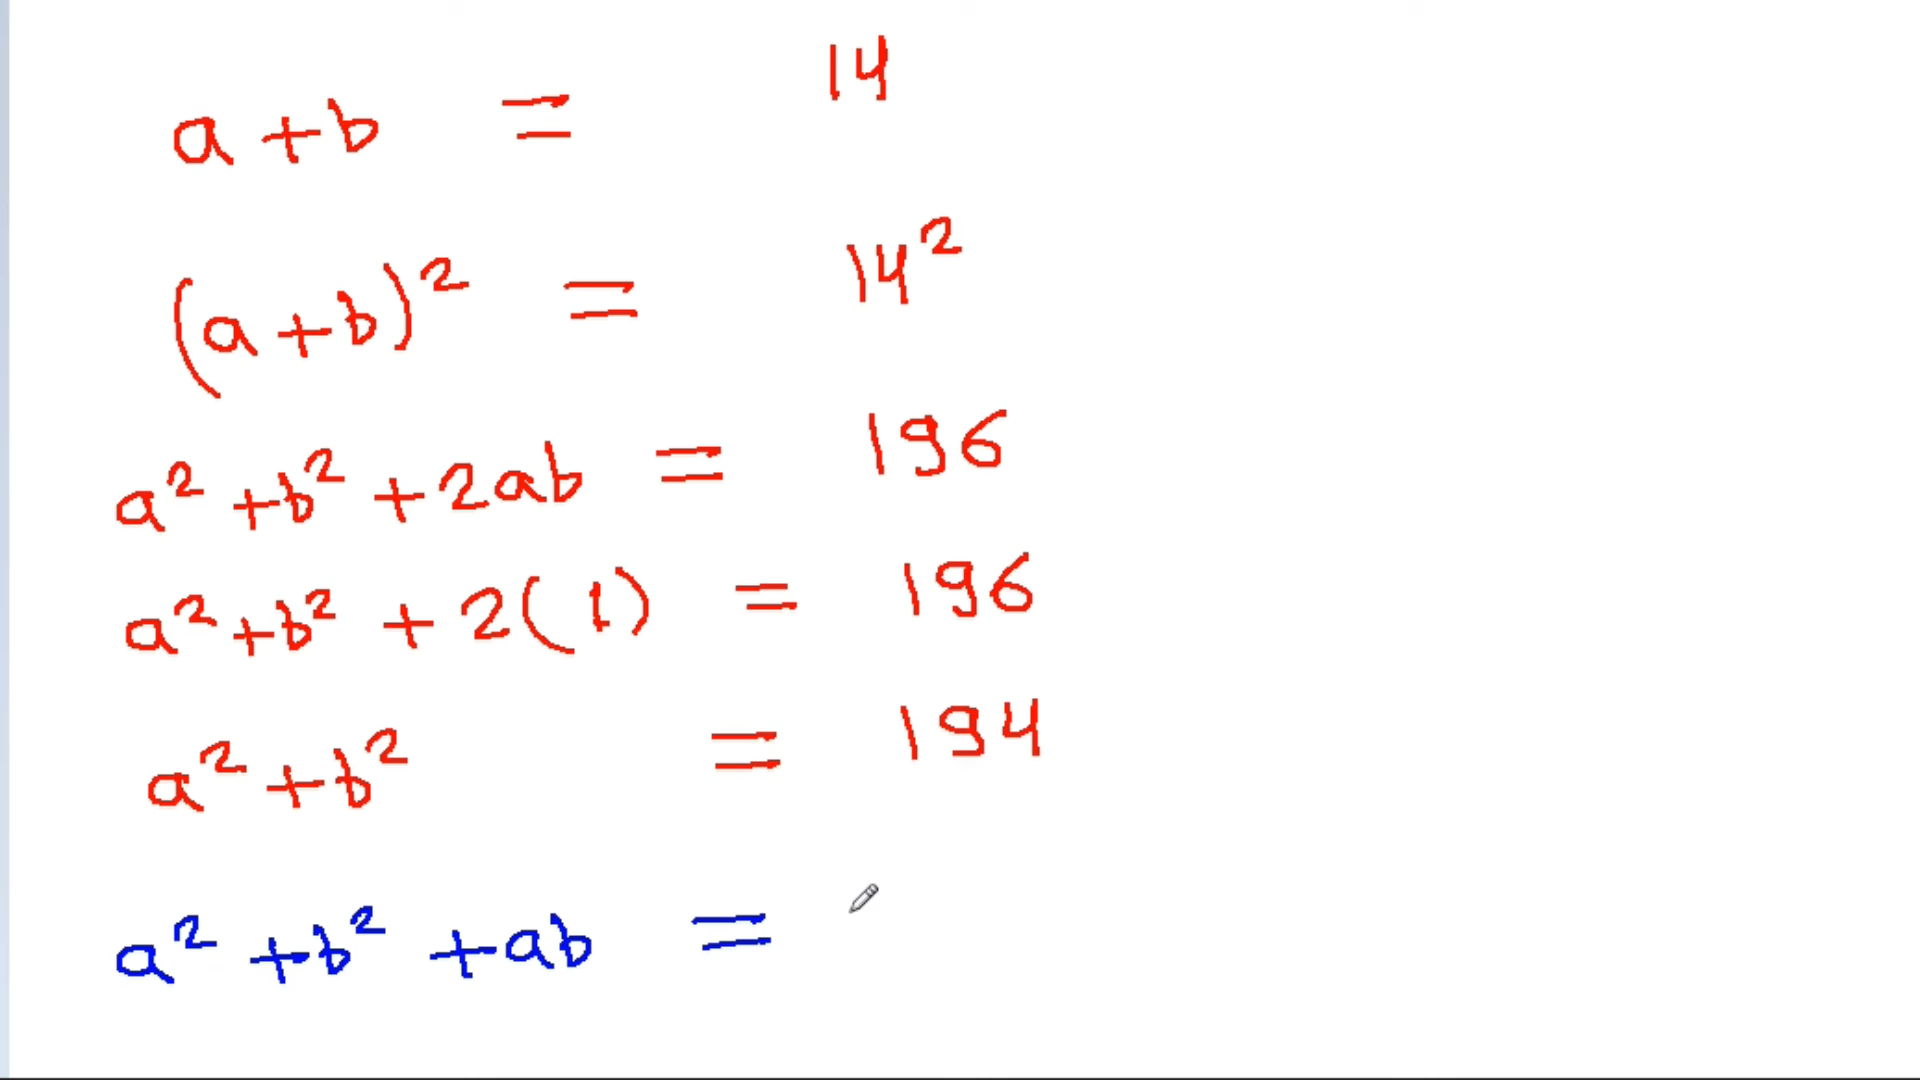 a+b = 14
(a+b)² = 14²
a²+b²+2ab = 196
a²+b²+2(1) = 196
a²+b² = 194
a²+b²+ab =